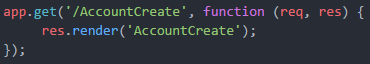 app.get('/AccountCreate', function (req, res) {
    res.render('AccountCreate');
});